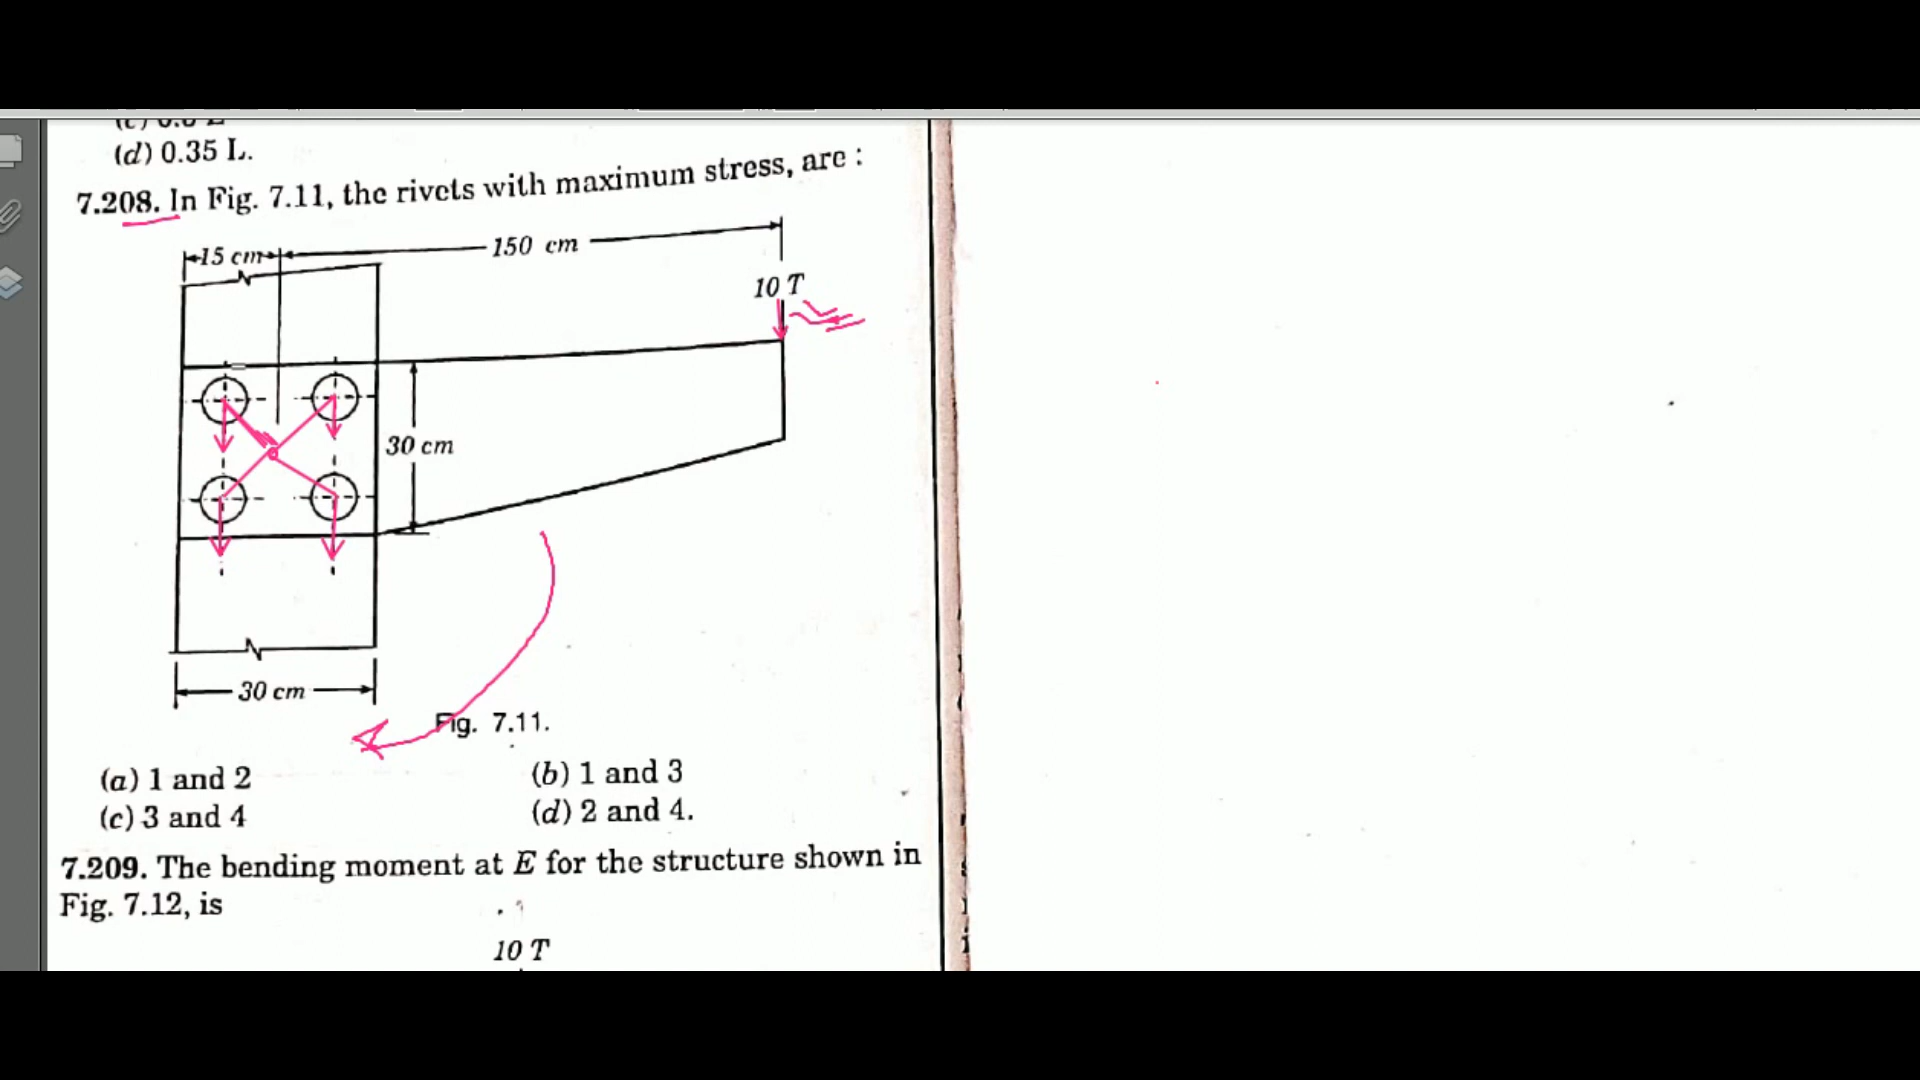 (d) 0.35 L.
7.208. In Fig. 7.11, the rivets with maximum stress, are :
15 cm 150 cm
10 T
30 cm
30 cm
Fig. 7.11.
(a) 1 and 2 (b) 1 and 3
(c) 3 and 4 (d) 2 and 4.
7.209. The bending moment at E for the structure shown in
Fig. 7.12, is
10 T